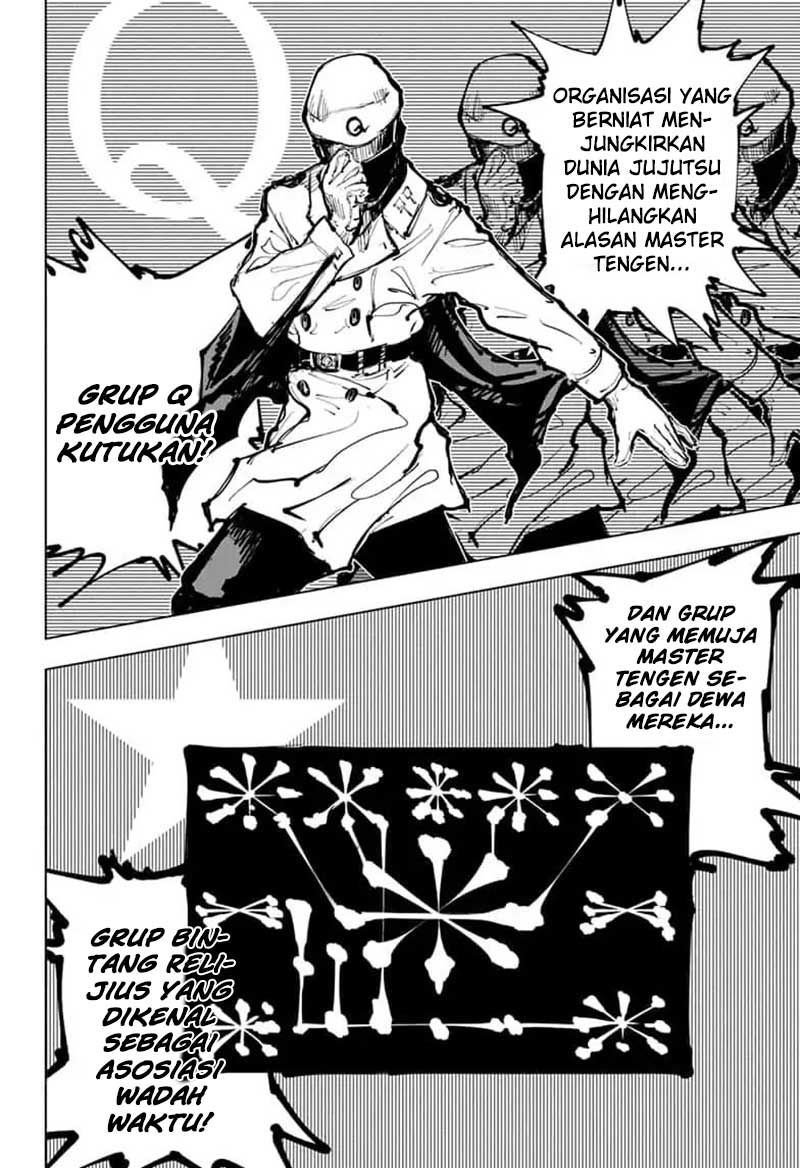 Q
ORGANISASI YANG
BERNIAT MEN-
JUNGKIRKAN
DUNIA JUJUTSU
DENGAN MENG-
HILANGKAN
ALASAN MASTER
TENGEN...
Q
GRUP Q
PENGGUNA
KUTUKAN!
DAN GRUP
YANG MEMUJA
MASTER
TENGEN SE-
BAGAI DEWA
MEREKA...
GRUP BIN-
TANG RELI-
JIUS YANG
DIKENAL
SEBAGAI
ASOSIASI
WADAH
WAKTU!